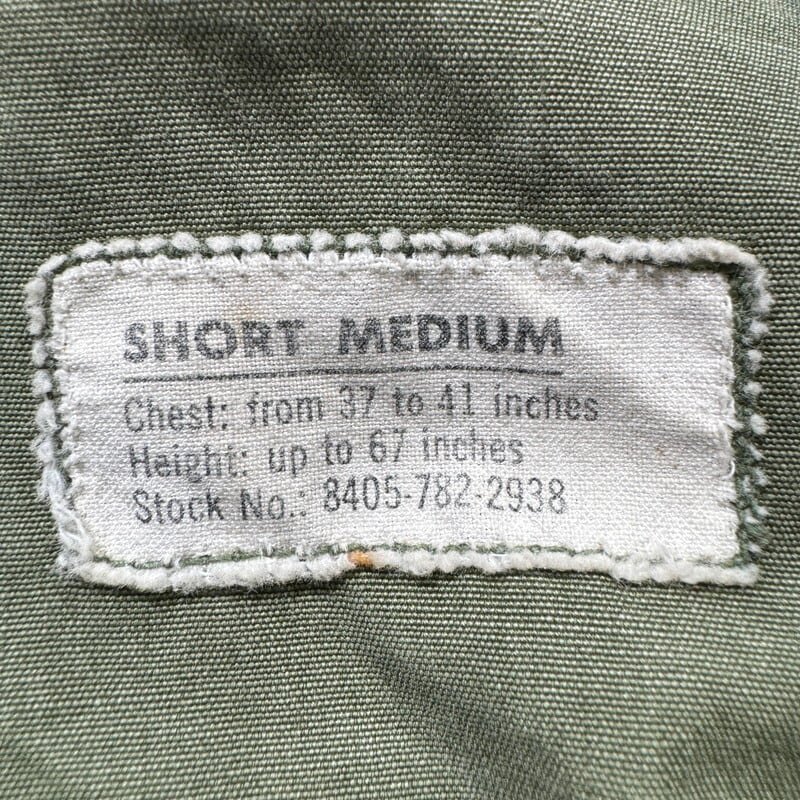 SHORT MEDIUM
Chest: from 37 to 41 inches
Height: up to 67 inches
Stock No.: 8405-782-2938